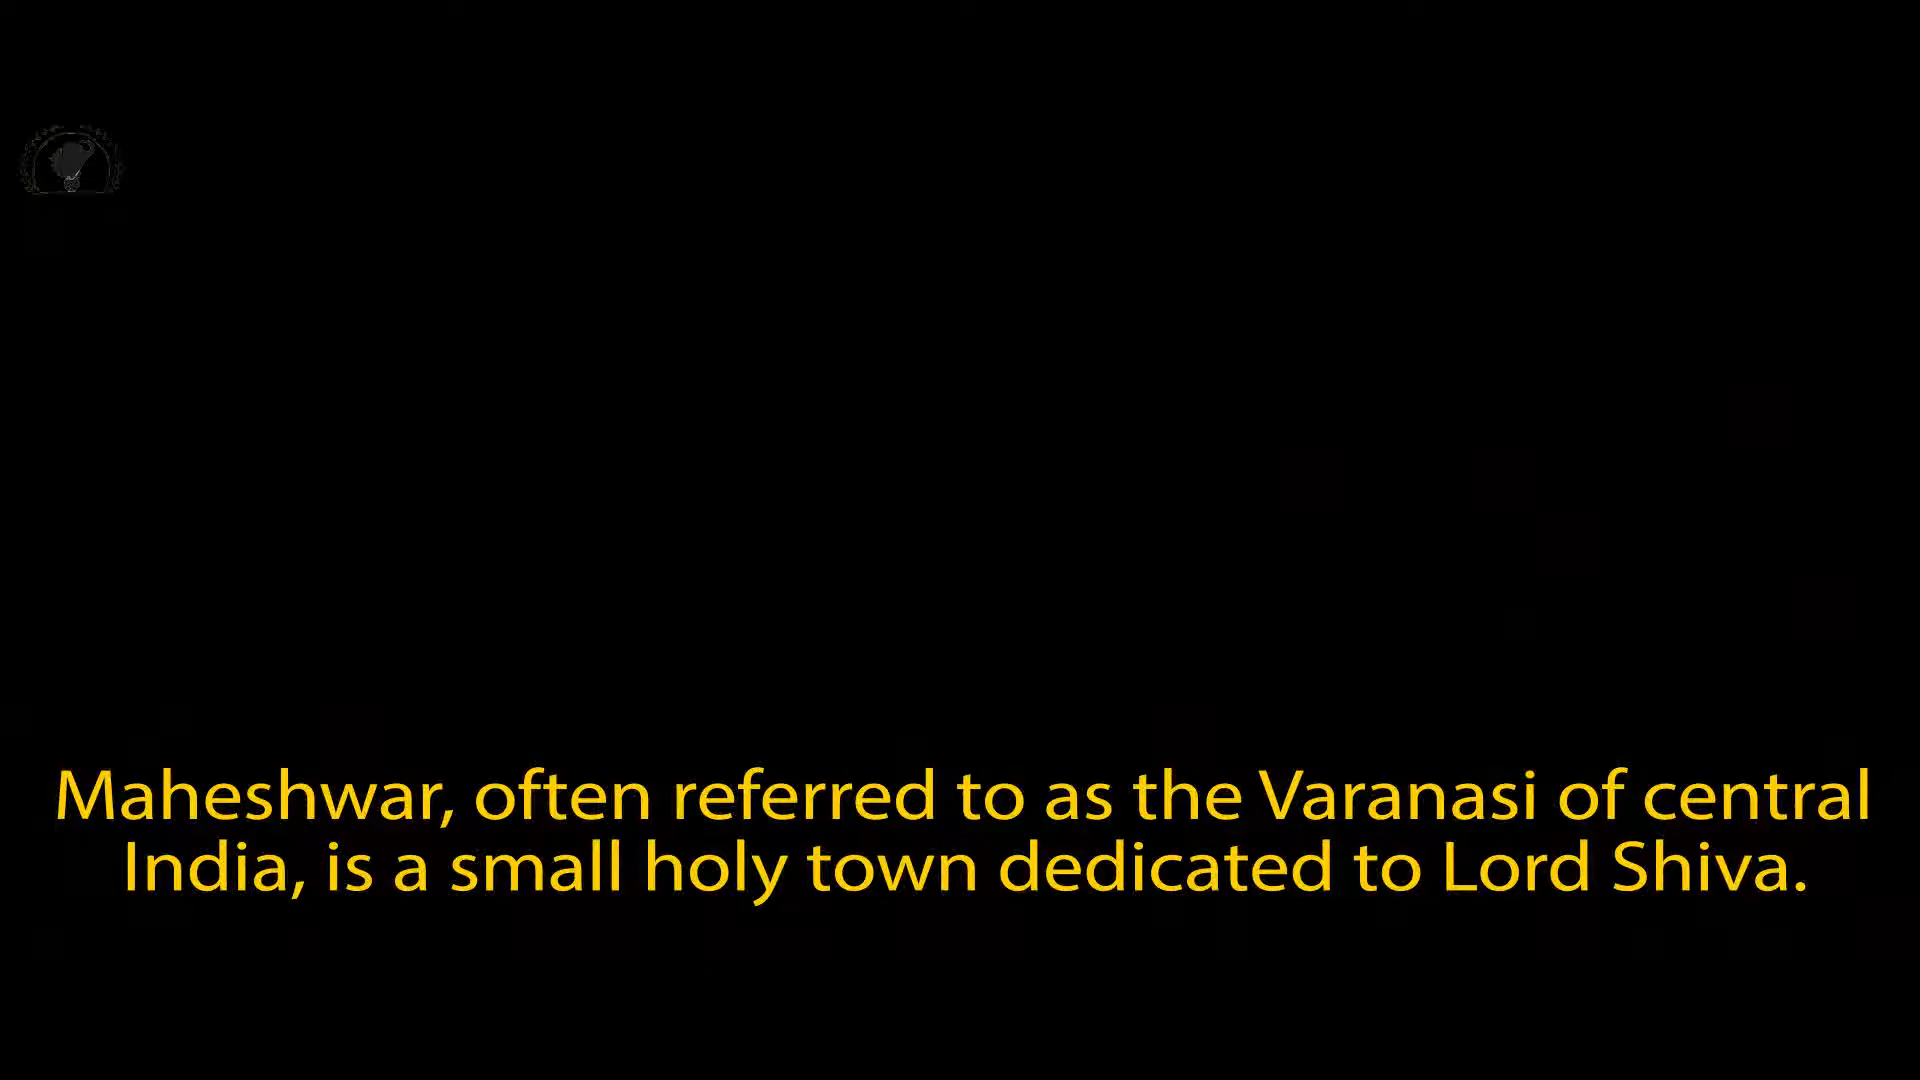 Maheshwar, often referred to as the Varanasi of central
India, is a small holy town dedicated to Lord Shiva.